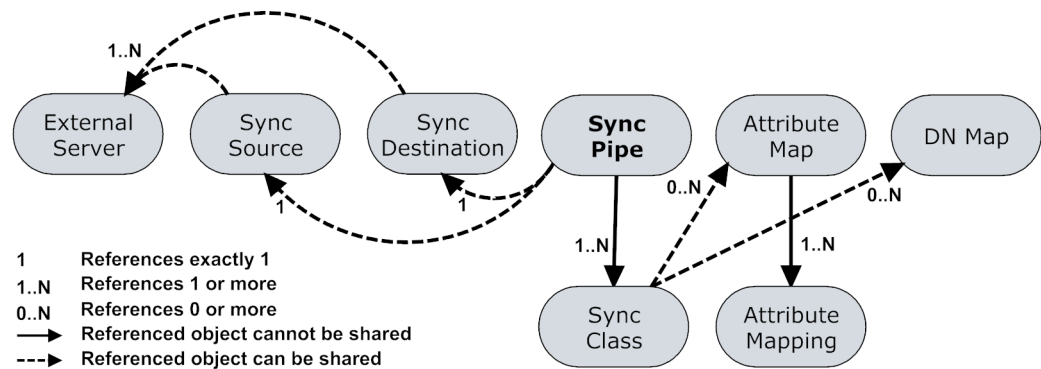 1..N
External
Server
Sync
Source
Sync
Destination
Sync
Pipe
Attribute
Map
DN Map
1
1
0..N
0..N
1..N
1..N
Sync
Class
Attribute
Mapping
1 References exactly 1
1..N References 1 or more
0..N References 0 or more
Referenced object cannot be shared
Referenced object can be shared